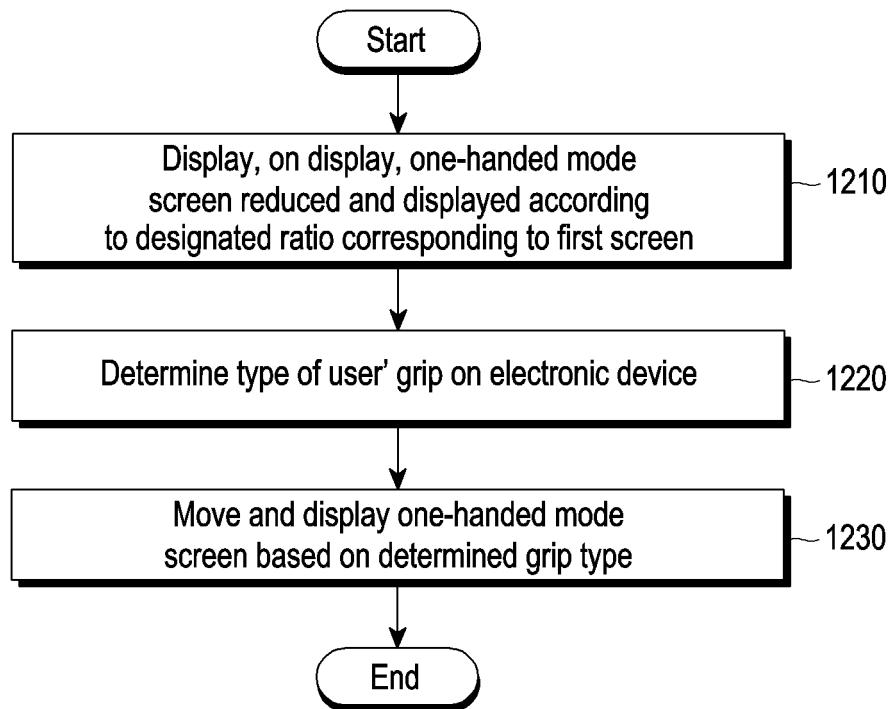 Start
Display, on display, one-handed mode
screen reduced and displayed according
to designated ratio corresponding to first screen
1210
Determine type of user' grip on electronic device
1220
Move and display one-handed mode
screen based on determined grip type
1230
End